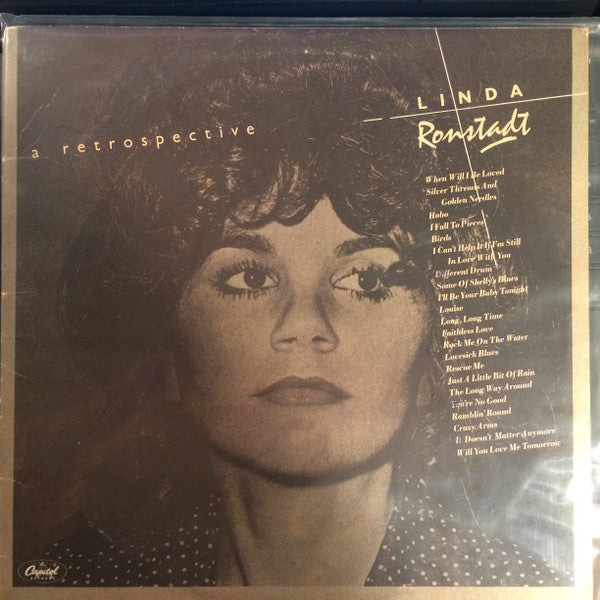 a retrospective
LINDA
Ronstadt
When Will I Be Loved
Silver Threads And
Golden Needles
Hobo
I Fall To Pieces
Birds
I Can't Help It If I'm Still
In Love With You
Different Drum
Some Of Shelly's Blues
I'll Be Your Baby Tonight
Louise
Long, Long Time
Faithless Love
Rock Me On The Water
Lovesick Blues
Rescue Me
Just A Little Bit Of Rain
The Long Way Around
You're No Good
Ramblin' Round
Crazy Arms
It Doesn't Matter Anymore
Will You Love Me Tomorrow
Capitol